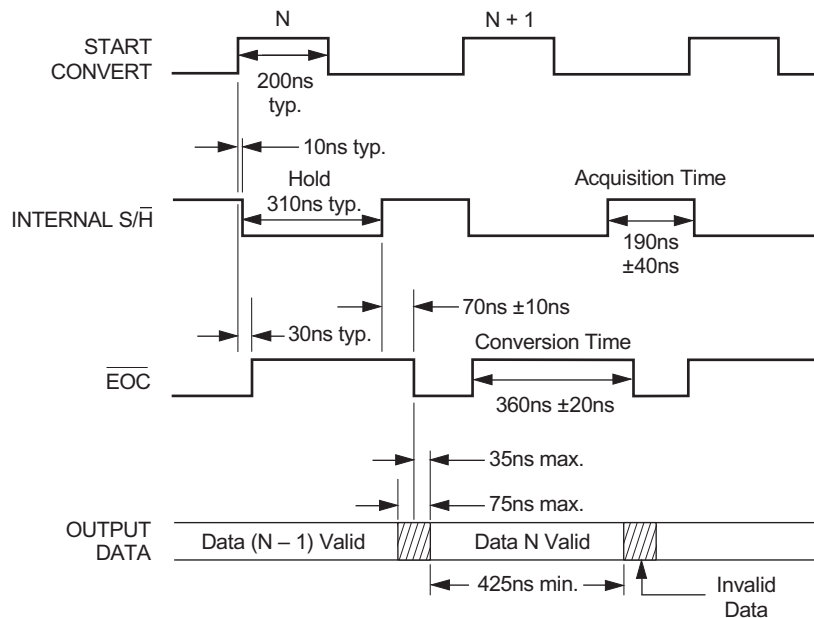 N
N + 1
START
CONVERT
200ns
typ.
10ns typ.
Hold
310ns typ.
Acquisition Time
INTERNAL S/H̅
190ns
±40ns
70ns ±10ns
30ns typ.
Conversion Time
E̅O̅C̅
360ns ±20ns
35ns max.
75ns max.
OUTPUT
DATA
Data (N – 1) Valid
Data N Valid
425ns min.
Invalid
Data